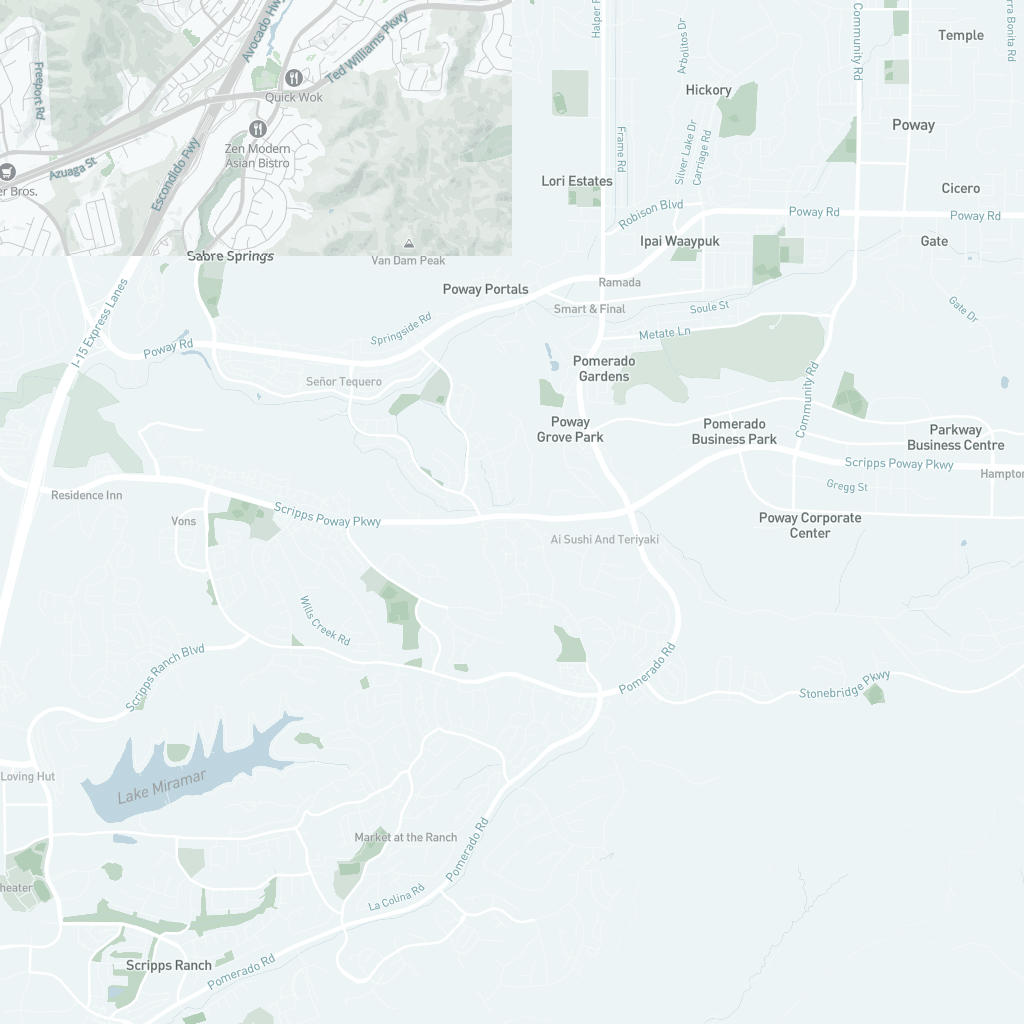 Halper R
Arbolitos Dr
Community Rd
Temple
rra Bonita Rd
Avocado Hwy
Ted Williams Pkwy
Freeport Rd
Quick Wok
Hickory
Zen Modern
Asian Bistro
Frame Rd
Silver Lake Dr
Carriage Rd
Poway
Azuaga St
er Bros.
Escondido Fwy
Lori Estates
Cicero
Robison Blvd
Poway Rd
Poway Rd
Sabre Springs
Van Dam Peak
Ipai Waaypuk
Gate
I-15 Express Lanes
Poway Portals
Ramada
Smart & Final
Soule St
Gate Dr
Springside Rd
Metate Ln
Poway Rd
Señor Tequero
Pomerado
Gardens
Community Rd
Poway
Grove Park
Pomerado
Business Park
Parkway
Business Centre
Scripps Poway Pkwy
Hampton
Residence Inn
Gregg St
Vons
Scripps Poway Pkwy
Poway Corporate
Center
Ai Sushi And Teriyaki
Wills Creek Rd
Scripps Ranch Blvd
Pomerado Rd
Stonebridge Pkwy
Loving Hut
Lake Miramar
Market at the Ranch
Pomerado Rd
heater
La Colina Rd
Scripps Ranch
Pomerado Rd